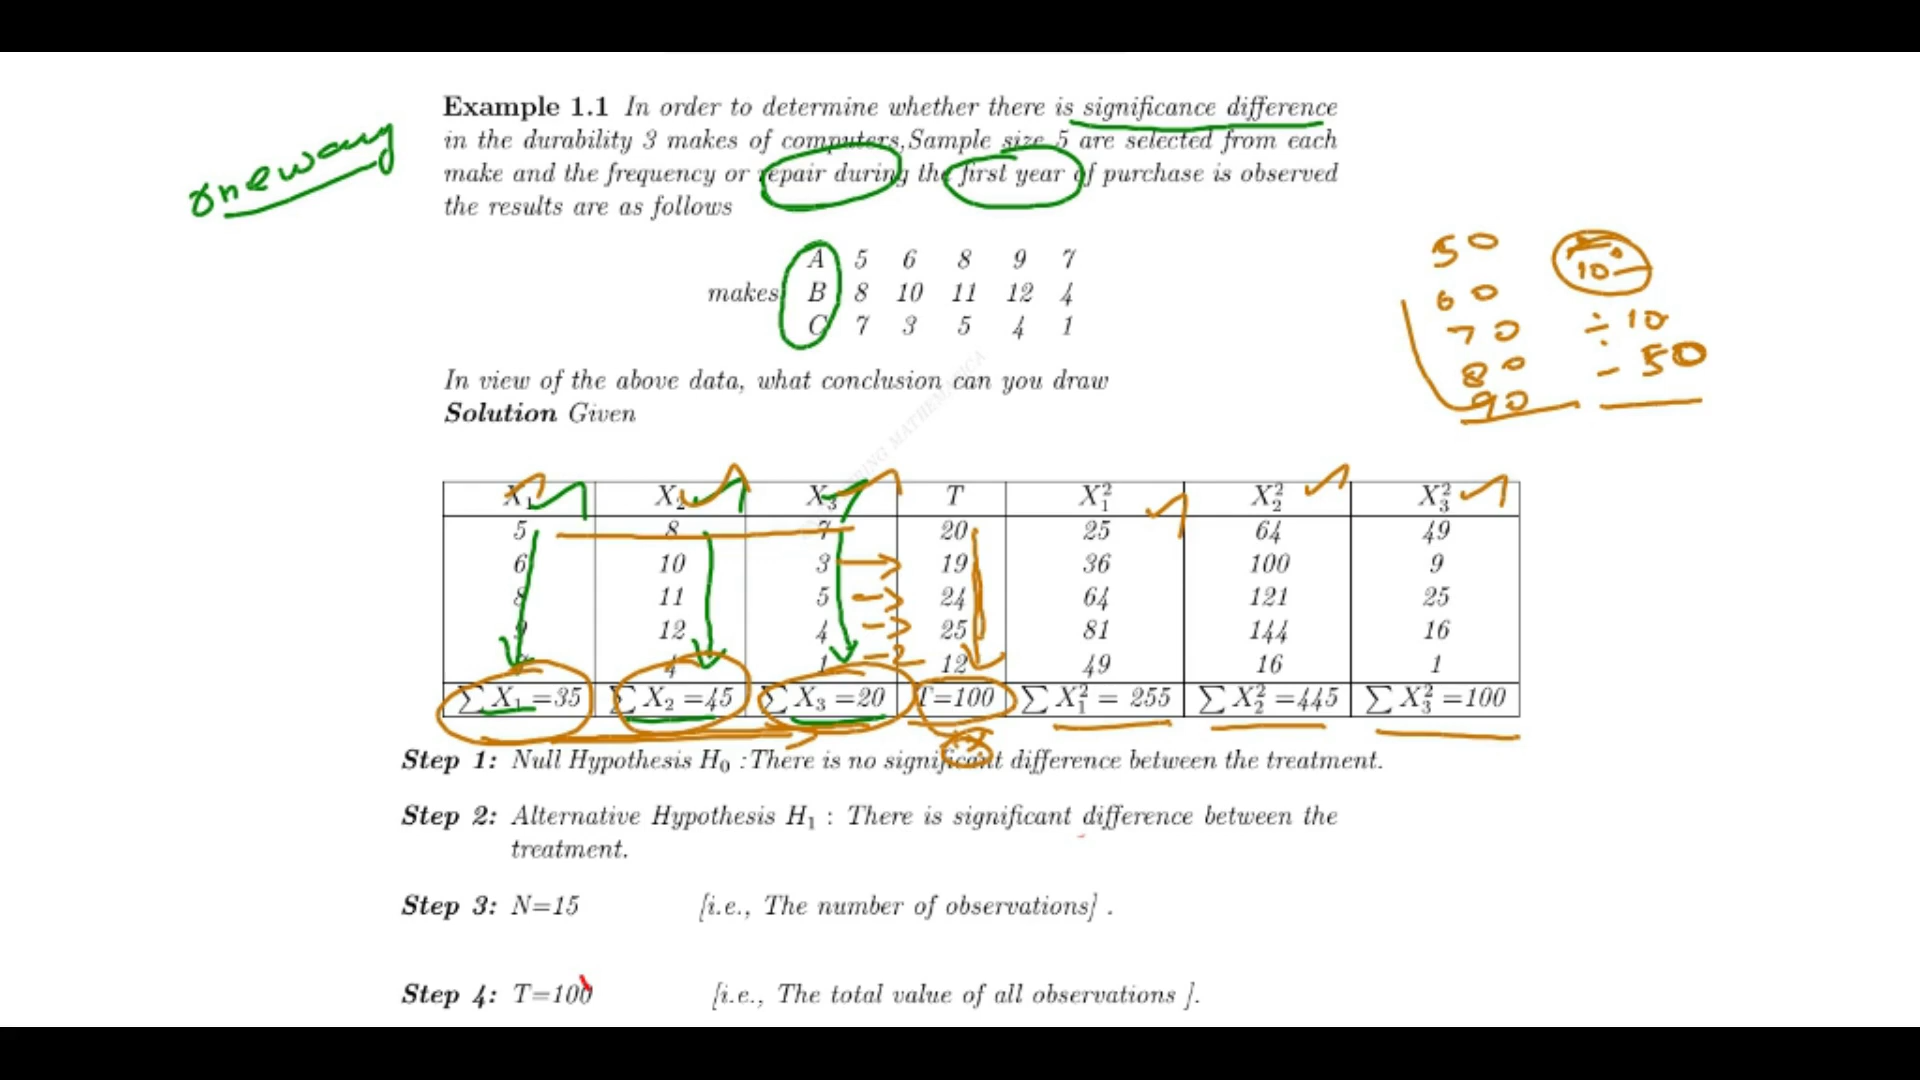 Example 1.1 In order to determine whether there is significance difference
in the durability 3 makes of computers,Sample size 5 are selected from each
make and the frequency or repair during the first year of purchase is observed
the results are as follows
one way
A 5 6 8 9 7
makes B 8 10 11 12 4
C 7 3 5 4 1
50
60
70 ÷ 10
80 - 50
90
10
In view of the above data, what conclusion can you draw
Solution Given
X₁ X₂ X₃ T X₁² X₂² X₃²
5 8 7 20 25 64 49
6 10 3 19 36 100 9
8 11 5 24 64 121 25
9 12 4 25 81 144 16
7 4 1 12 49 16 1
∑ X₁ =35 ∑ X₂ =45 ∑ X₃ =20 T=100 ∑ X₁² = 255 ∑ X₂² =445 ∑ X₃² =100
Step 1: Null Hypothesis H₀ :There is no significant difference between the treatment.
Step 2: Alternative Hypothesis H₁ : There is significant difference between the
treatment.
Step 3: N=15 [i.e., The number of observations] .
Step 4: T=100 [i.e., The total value of all observations ].